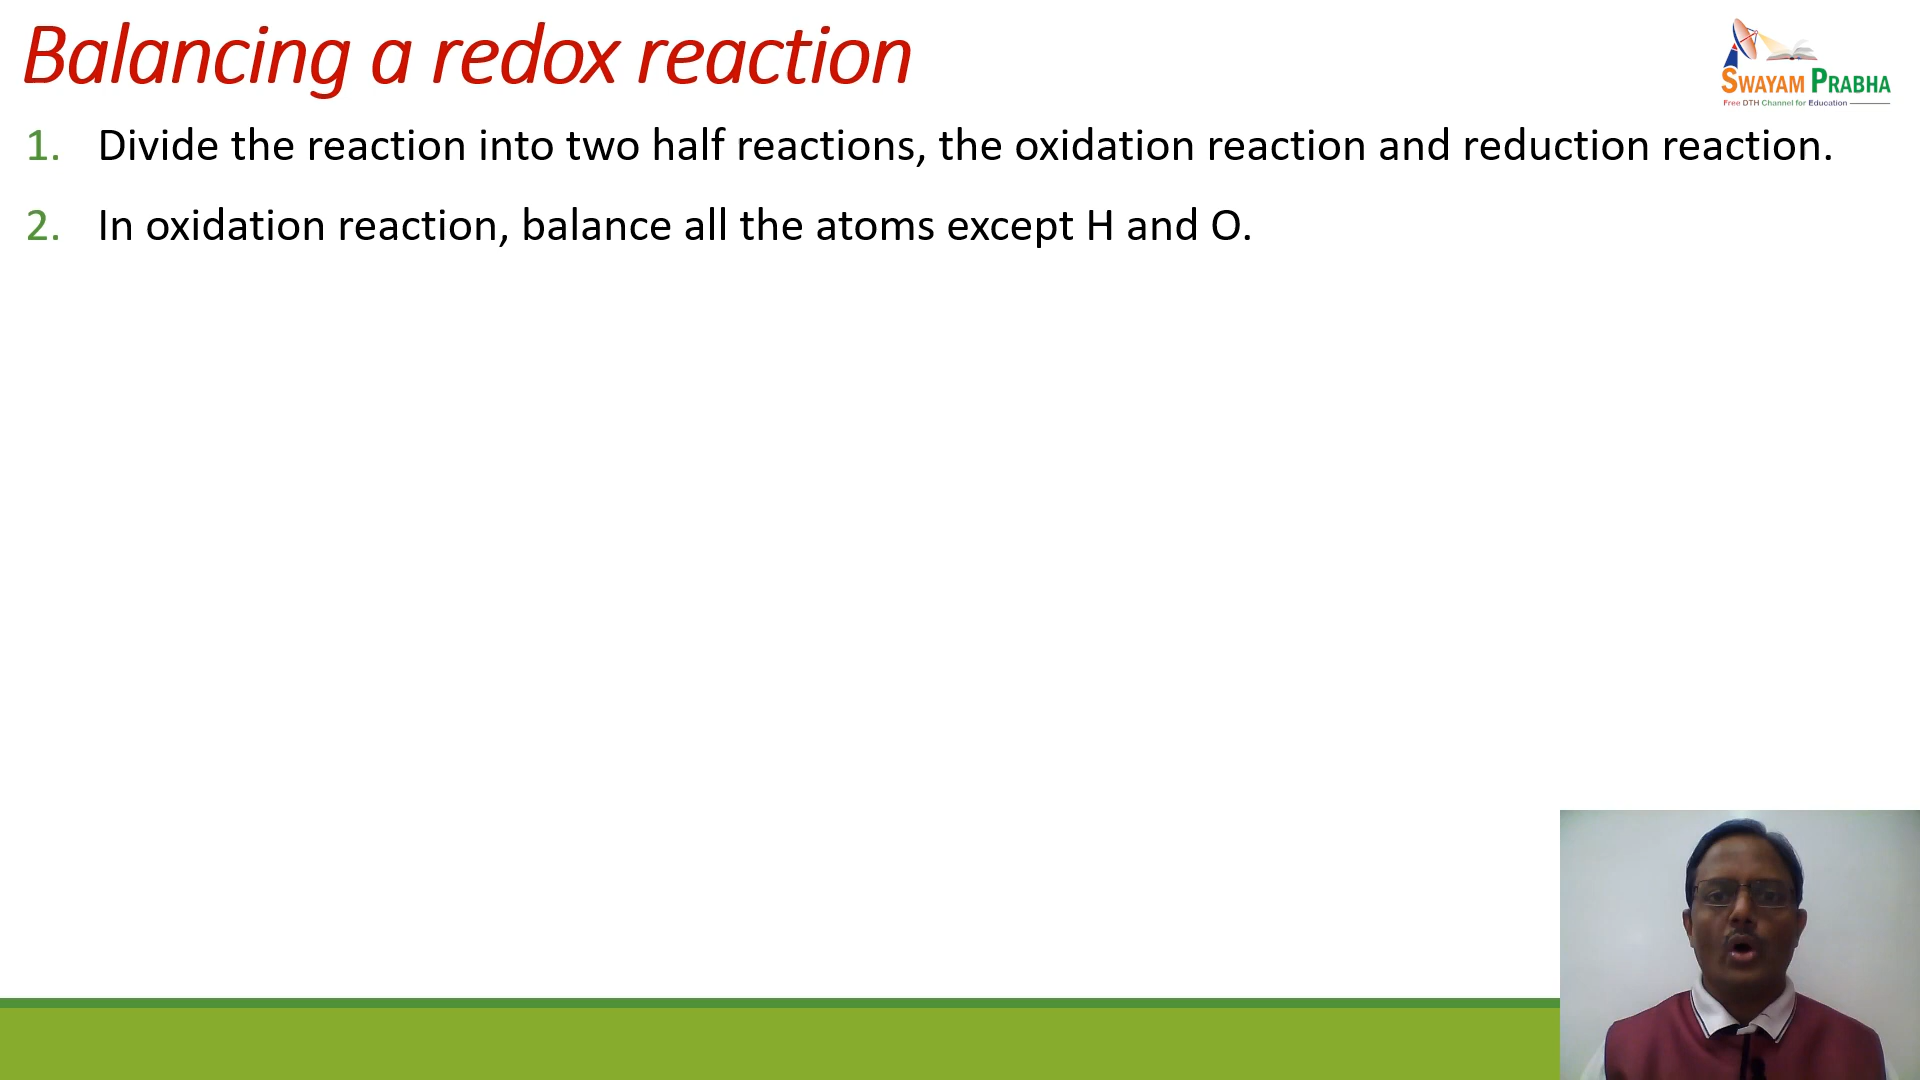 Balancing a redox reaction
SWAYAM PRABHA
Free DTH Channel for Education
1. Divide the reaction into two half reactions, the oxidation reaction and reduction reaction.
2. In oxidation reaction, balance all the atoms except H and O.